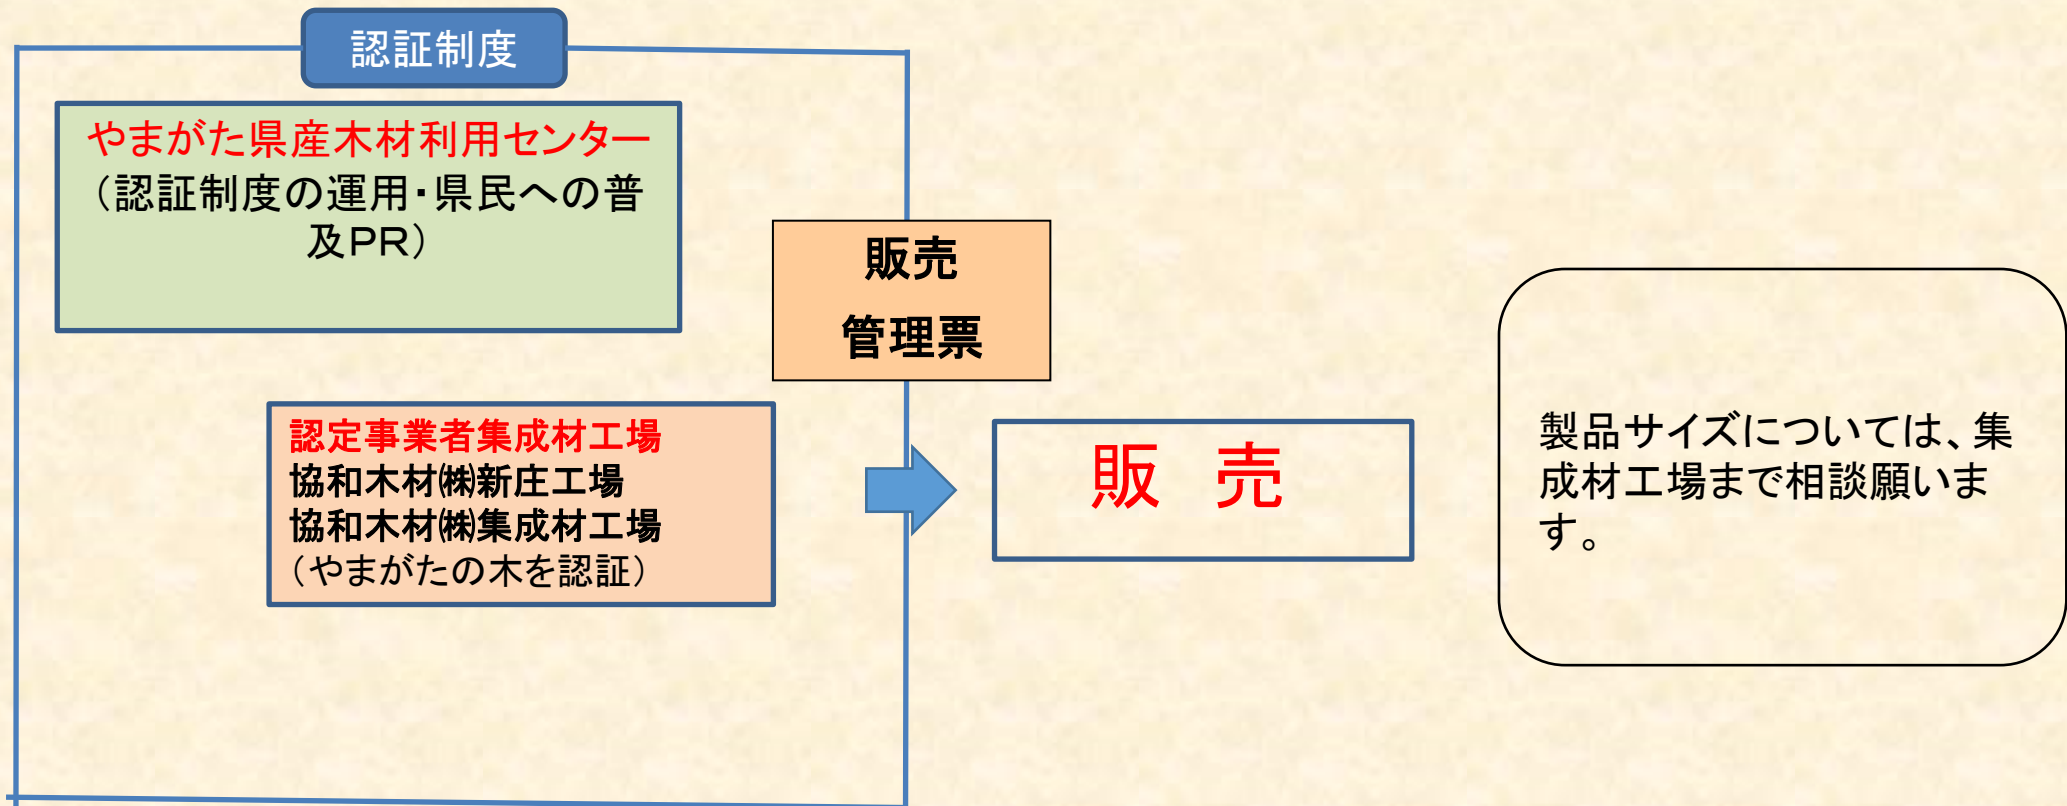 認証制度
やまがた県産木材利用センター
（認証制度の運用・県民への普
及PR）
販売
管理票
認定事業者集成材工場
協和木材㈱新庄工場
協和木材㈱集成材工場
（やまがたの木を認証）
販　売
製品サイズについては、集
成材工場まで相談願いま
す。